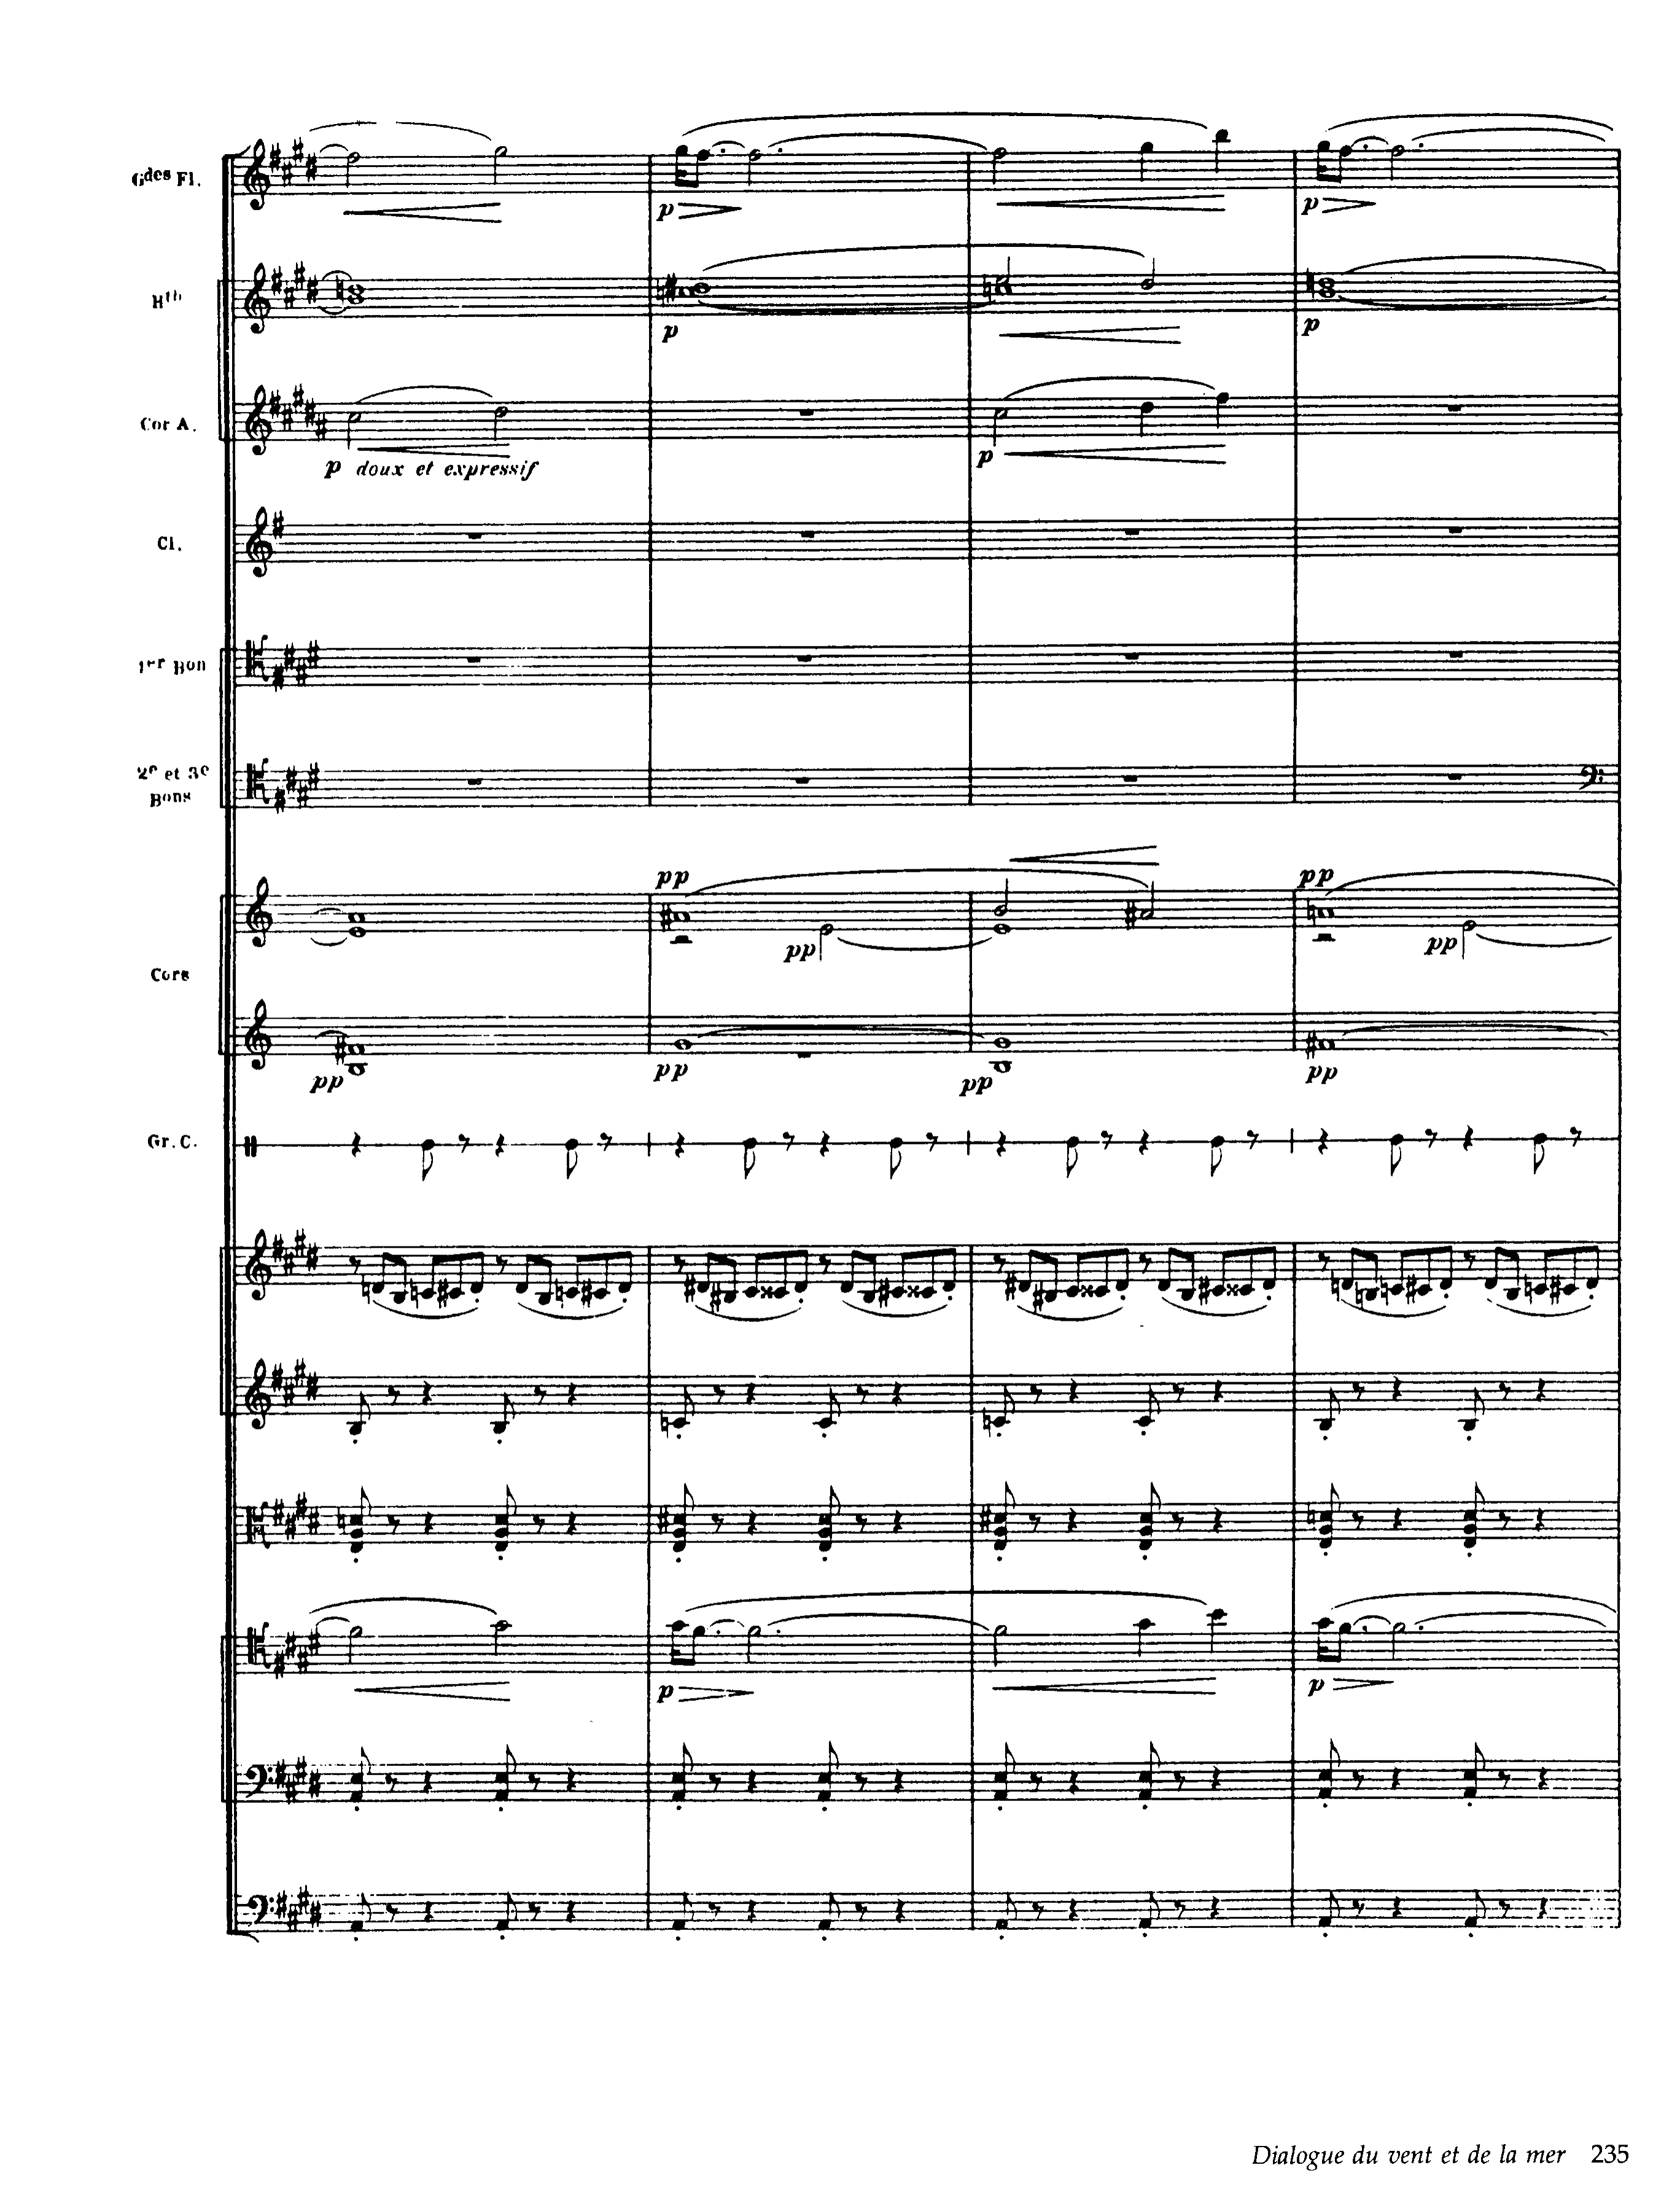 Gdes Fl.
p
p
Htb
p
p
Cor A.
p doux et expressif
p
Cl.
1er Bon
2e et 3e
Bons
pp
pp
pp
pp
Cors
pp
pp
pp
pp
Gr. C.
p
p
Dialogue du vent et de la mer 235